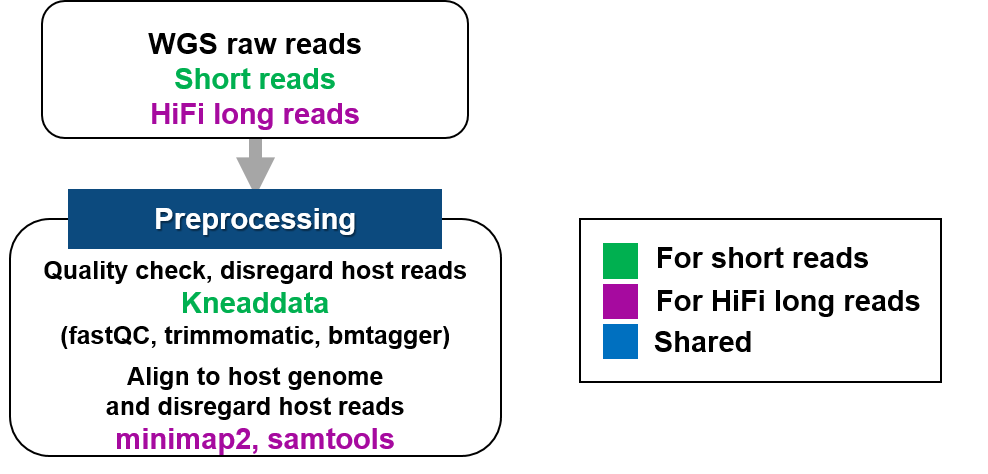 WGS raw reads
Short reads
HiFi long reads
Preprocessing
Quality check, disregard host reads
Kneaddata
(fastQC, trimmomatic, bmtagger)
Align to host genome
and disregard host reads
minimap2, samtools
For short reads
For HiFi long reads
Shared